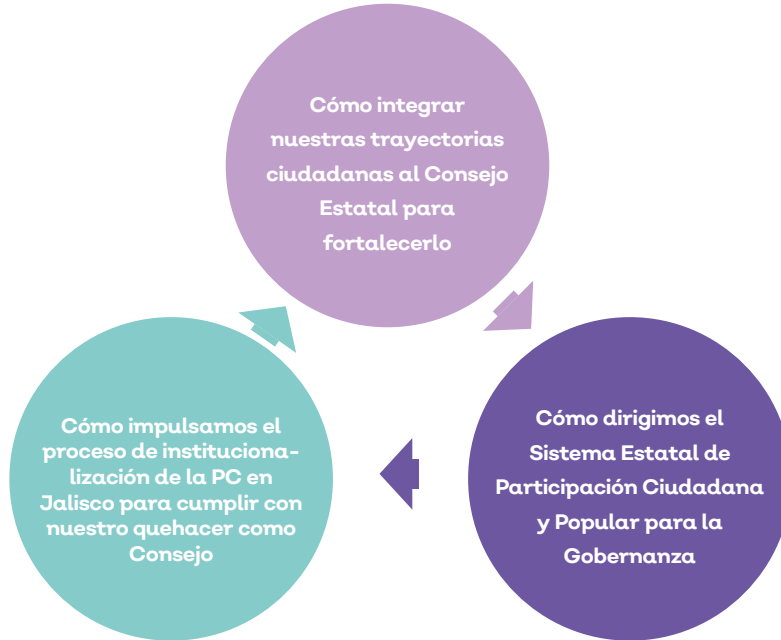 Cómo integrar
nuestras trayectorias
ciudadanas al Consejo
Estatal para
fortalecerlo
Cómo impulsamos el
proceso de instituciona-
lización de la PC en
Jalisco para cumplir con
nuestro quehacer como
Consejo
Cómo dirigimos el
Sistema Estatal de
Participación Ciudadana
y Popular para la
Gobernanza